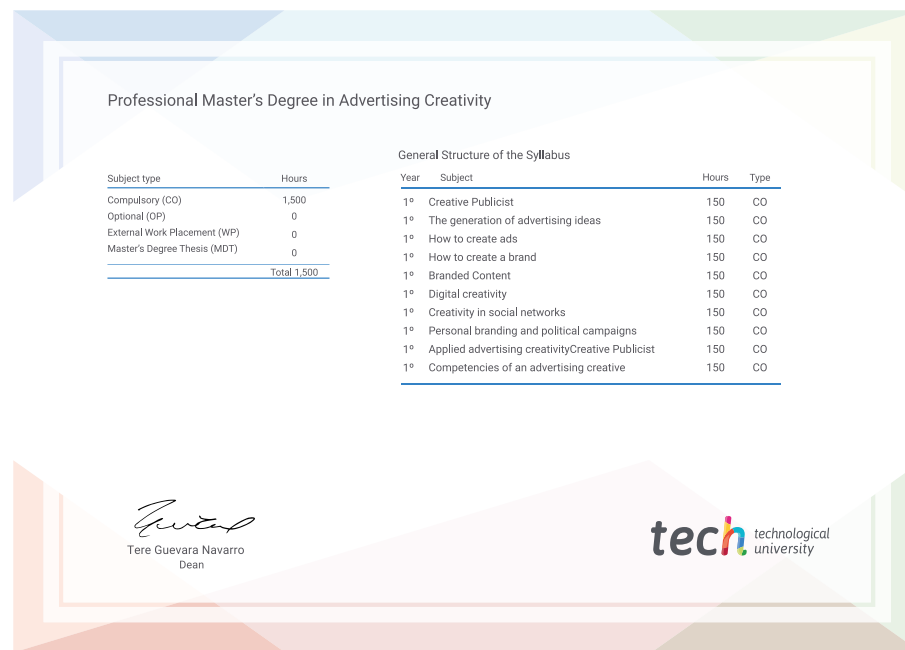 Professional Master's Degree in Advertising Creativity
Subject type Hours
Compulsory (CO) 1,500
Optional (OP) 0
External Work Placement (WP) 0
Master's Degree Thesis (MDT) 0
Total 1,500
General Structure of the Syllabus
Year Subject Hours Type
1º Creative Publicist 150 CO
1º The generation of advertising ideas 150 CO
1º How to create ads 150 CO
1º How to create a brand 150 CO
1º Branded Content 150 CO
1º Digital creativity 150 CO
1º Creativity in social networks 150 CO
1º Personal branding and political campaigns 150 CO
1º Applied advertising creativityCreative Publicist 150 CO
1º Competencies of an advertising creative 150 CO
Tere Guevara Navarro
Dean
tech technological
university